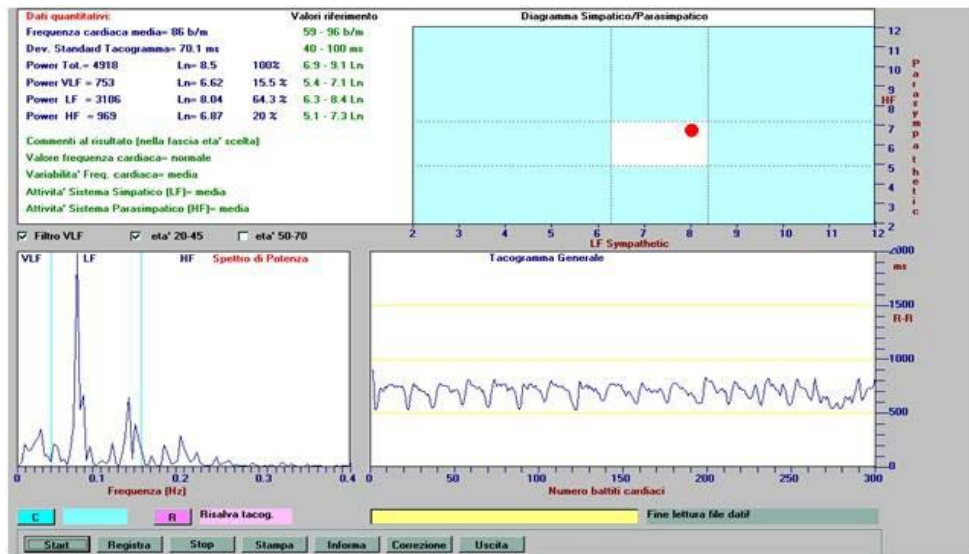 Dati quantitativi: Valori riferimento
Frequenza cardiaca media= 86 b/m 59 - 96 b/m
Dev. Standard Tacogramma= 70.1 ms 40 - 100 ms
Power Tot.= 4918 Ln= 8.5 100% 6.9 - 9.1 Ln
Power VLF = 753 Ln= 6.62 15.5 % 5.4 - 7.1 Ln
Power LF = 3106 Ln= 8.04 64.3 % 6.3 - 8.4 Ln
Power HF = 969 Ln= 6.87 20 % 5.1 - 7.3 Ln
Commenti al risultato (nella fascia eta' scelta)
Valore frequenza cardiaca= normale
Variabilita' Freq. cardiaca= media
Attivita' Sistema Simpatico (LF)= media
Attivita' Sistema Parasimpatico (HF)= media
Diagramma Simpatico/Parasimpatico
12
11
10
9
HF
8
7
6
5
4
3
2
Parasympathetic
2 3 4 5 6 7 8 9 10 11 12
LF Sympathetic
Filtro VLF eta' 20-45 eta' 50-70
VLF LF HF Spettio di Potenza
0 0.1 0.2 0.3 0.4
Frequenza (Hz)
Tacogramma Generale
2000
ms
1500
R-R
1000
500
0
0 50 100 150 200 250 300
Numero battiti cardiaci
C R Risalva tacog. Fine lettura file dati!
Start Registra Stop Stampa Informa Correzione Uscita